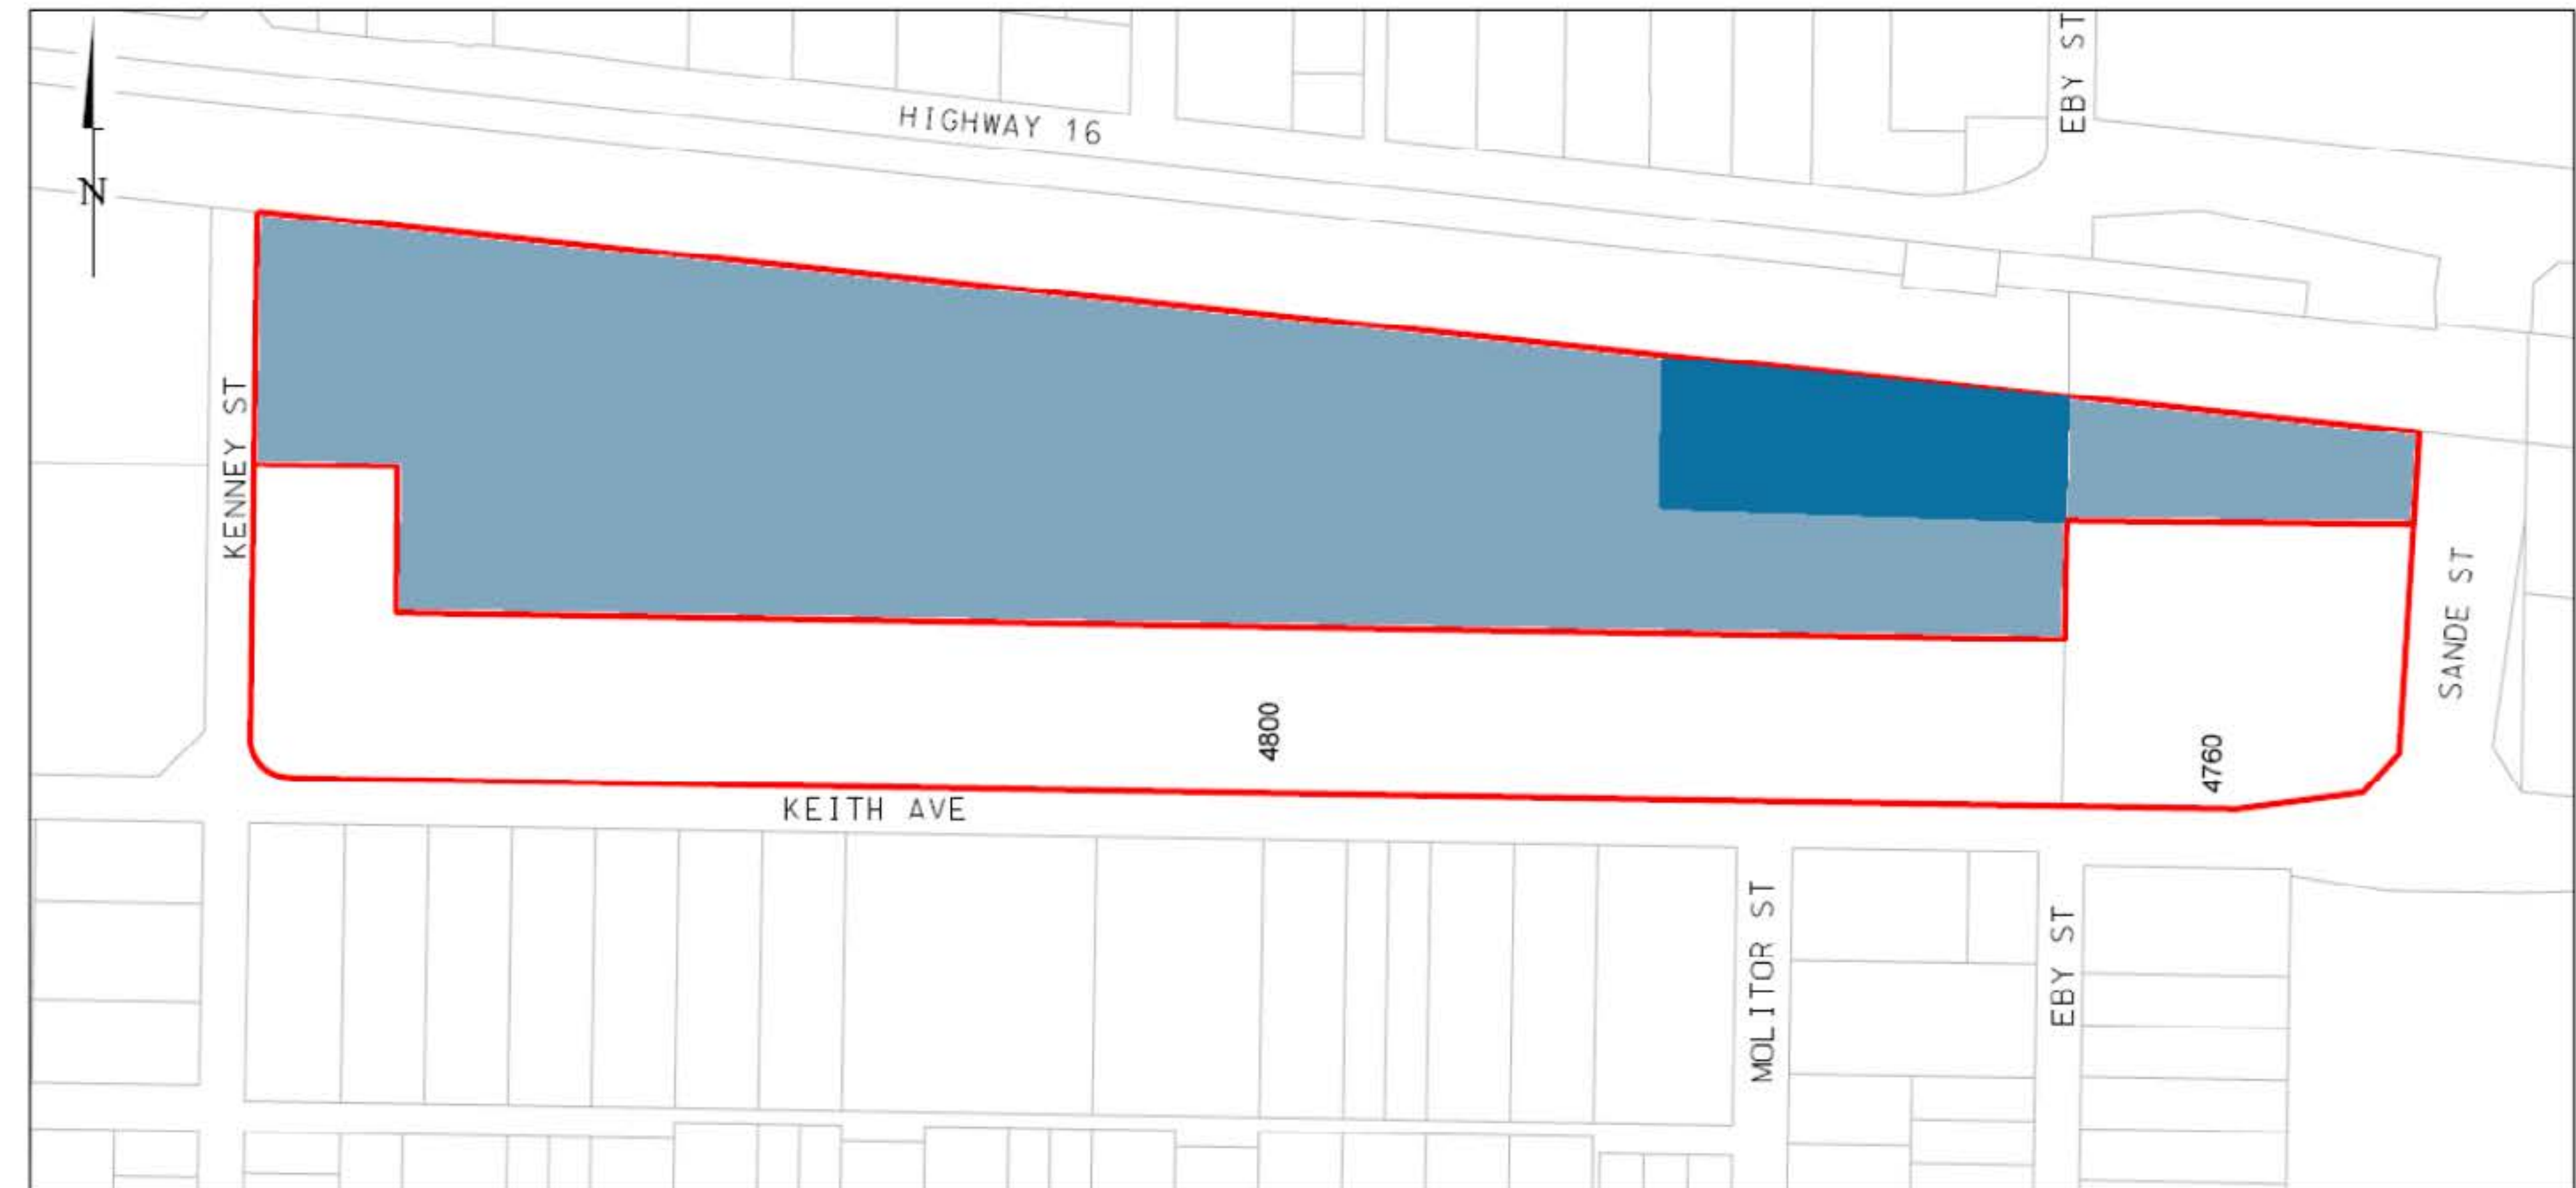 EBY ST
HIGHWAY 16
N
KENNEY ST
SANDE ST
4800
4760
KEITH AVE
MOLITOR ST
EBY ST